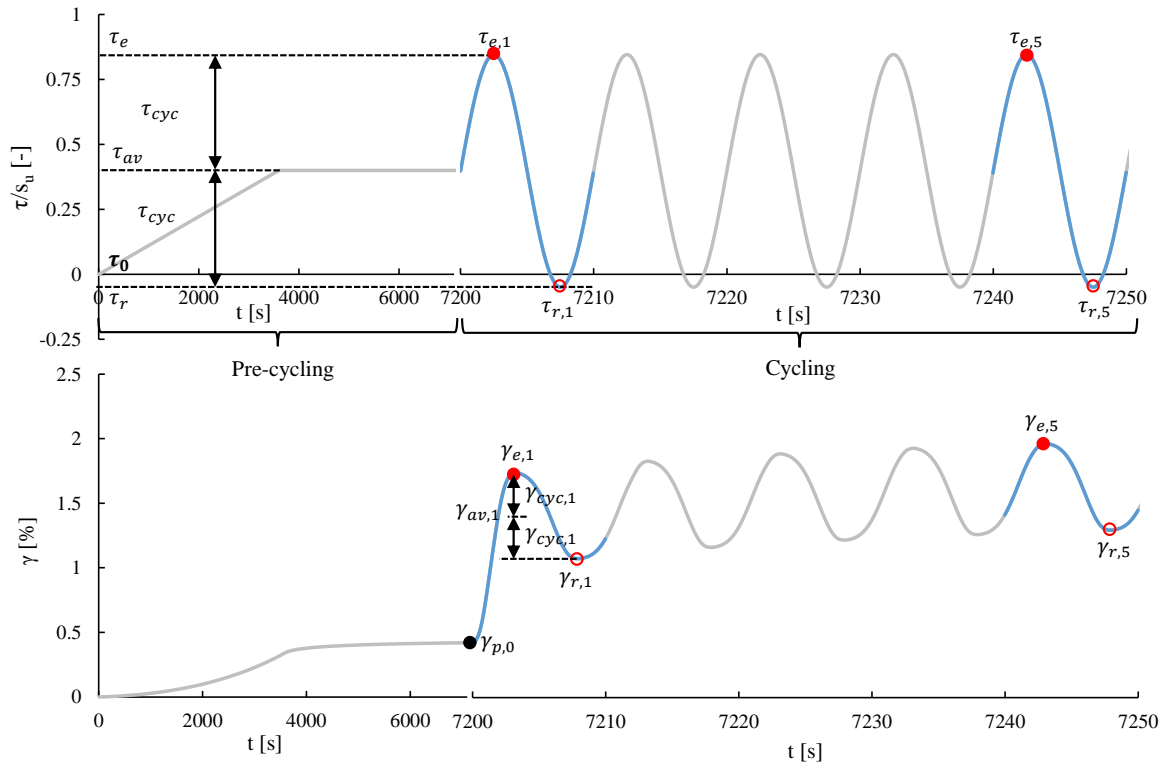 1
τe
τe,1
τe,5
0.75
τcyc
τ/su [-]
0.5
τav
0.25
τcyc
τ0
0
0 2000 4000 6000 7200 7210 7220 7230 7240 7250
τr
τr,1
τr,5
t [s] t [s]
-0.25
Pre-cycling Cycling
2.5
γe,5
2
γe,1
γcyc,1
1.5
γav,1
γ [%]
γcyc,1
γr,5
1
γr,1
0.5
γp,0
0
0 2000 4000 6000 7200 7210 7220 7230 7240 7250
t [s] t [s]